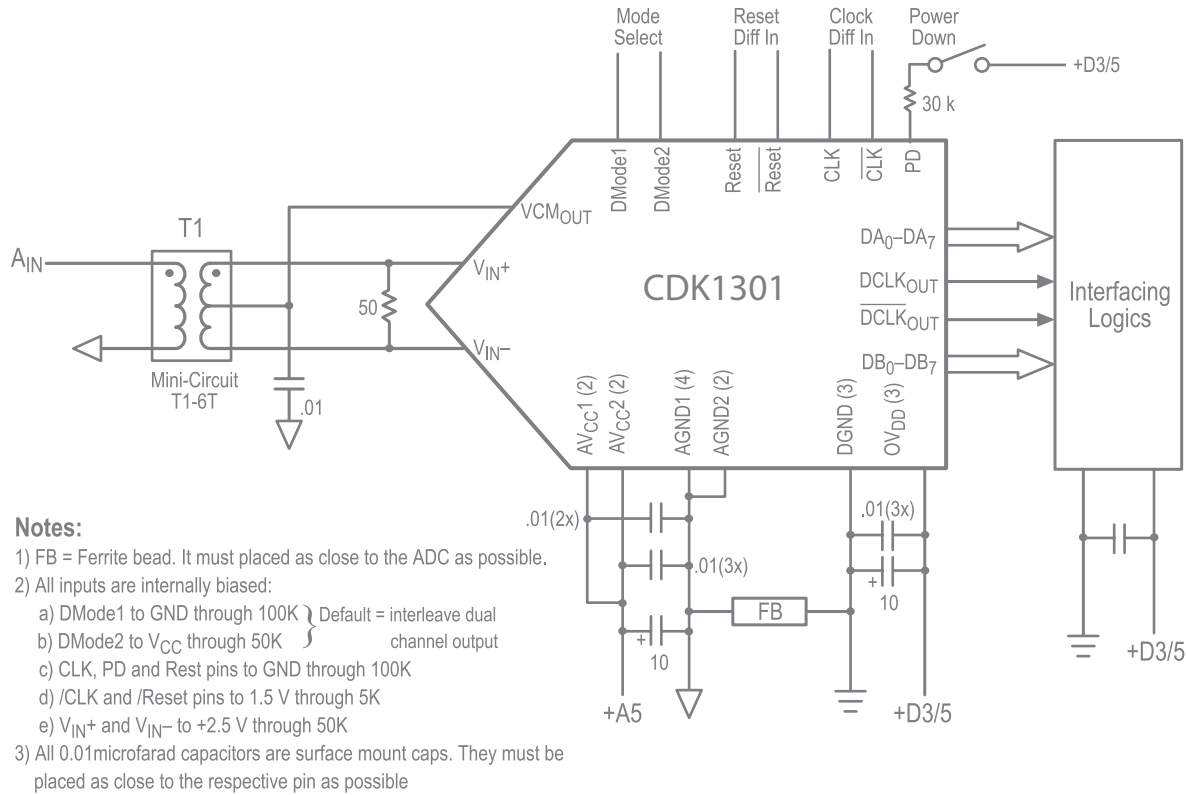 Mode
Select
Reset
Diff In
Clock
Diff In
Power
Down
+D3/5
30 k
DMode1
DMode2
Reset
Reset
CLK
CLK
PD
VCMOUT
T1
AIN
VIN+
50
VIN–
CDK1301
DA0–DA7
DCLKOUT
DCLKOUT
DB0–DB7
Interfacing
Logics
Mini-Circuit
T1-6T
.01
AVCC1 (2)
AVCC2 (2)
AGND1 (4)
AGND2 (2)
DGND (3)
OVDD (3)
.01(2x)
.01(3x)
.01(3x)
+
10
FB
+
10
+A5
+D3/5
+D3/5
Notes:
1) FB = Ferrite bead. It must placed as close to the ADC as possible.
2) All inputs are internally biased:
a) DMode1 to GND through 100K
b) DMode2 to VCC through 50K
} Default = interleave dual
channel output
c) CLK, PD and Rest pins to GND through 100K
d) /CLK and /Reset pins to 1.5 V through 5K
e) VIN+ and VIN– to +2.5 V through 50K
3) All 0.01microfarad capacitors are surface mount caps. They must be
placed as close to the respective pin as possible